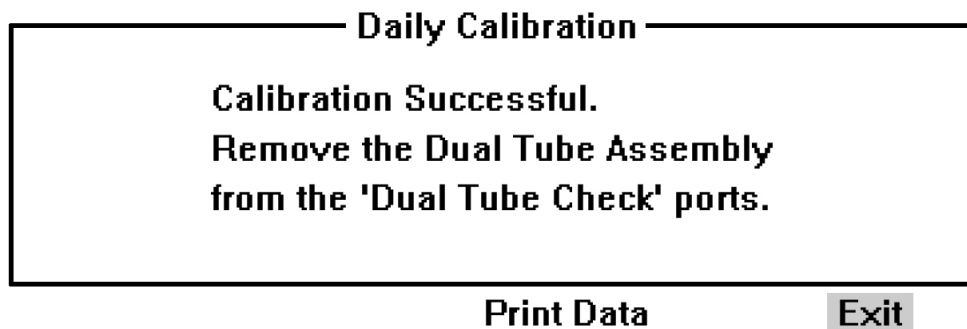 Daily Calibration
Calibration Successful.
Remove the Dual Tube Assembly
from the 'Dual Tube Check' ports.
Print Data Exit